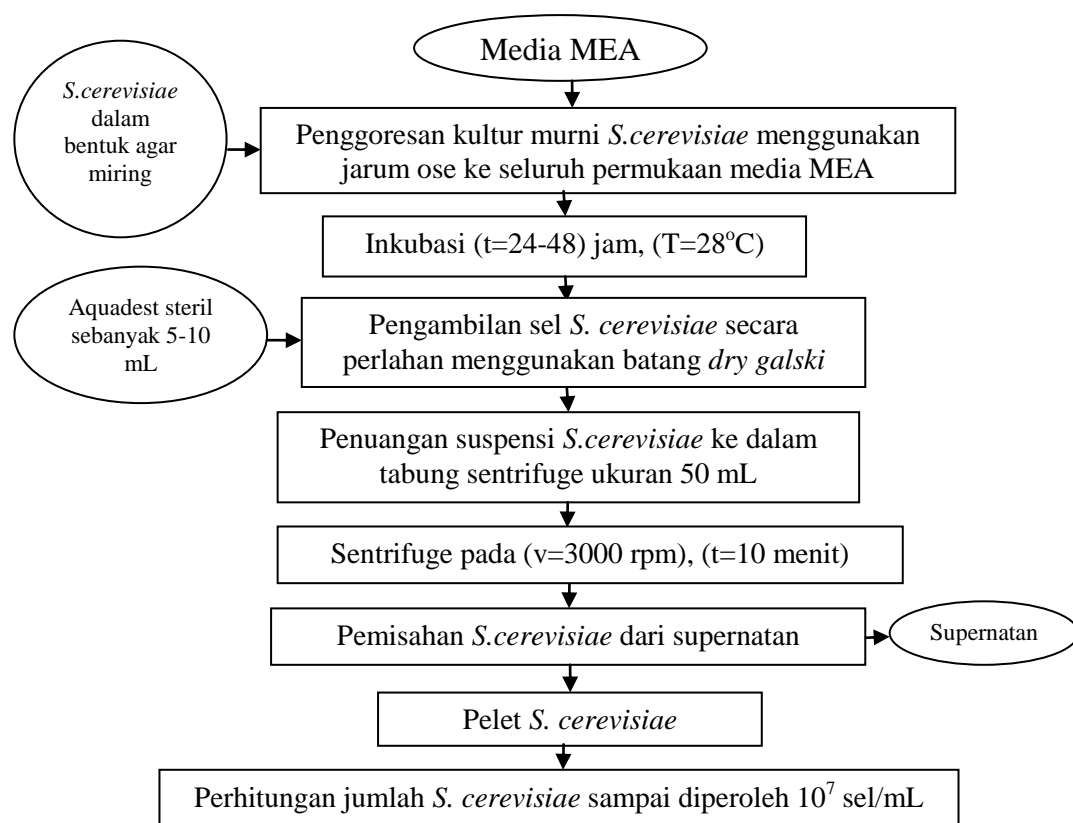 Media MEA
S.cerevisiae
dalam
bentuk agar
miring
Penggoresan kultur murni S.cerevisiae menggunakan
jarum ose ke seluruh permukaan media MEA
Inkubasi (t=24-48) jam, (T=28°C)
Aquadest steril
sebanyak 5-10
mL
Pengambilan sel S. cerevisiae secara
perlahan menggunakan batang dry galski
Penuangan suspensi S.cerevisiae ke dalam
tabung sentrifuge ukuran 50 mL
Sentrifuge pada (v=3000 rpm), (t=10 menit)
Pemisahan S.cerevisiae dari supernatan
Supernatan
Pelet S. cerevisiae
Perhitungan jumlah S. cerevisiae sampai diperoleh 10⁷ sel/mL